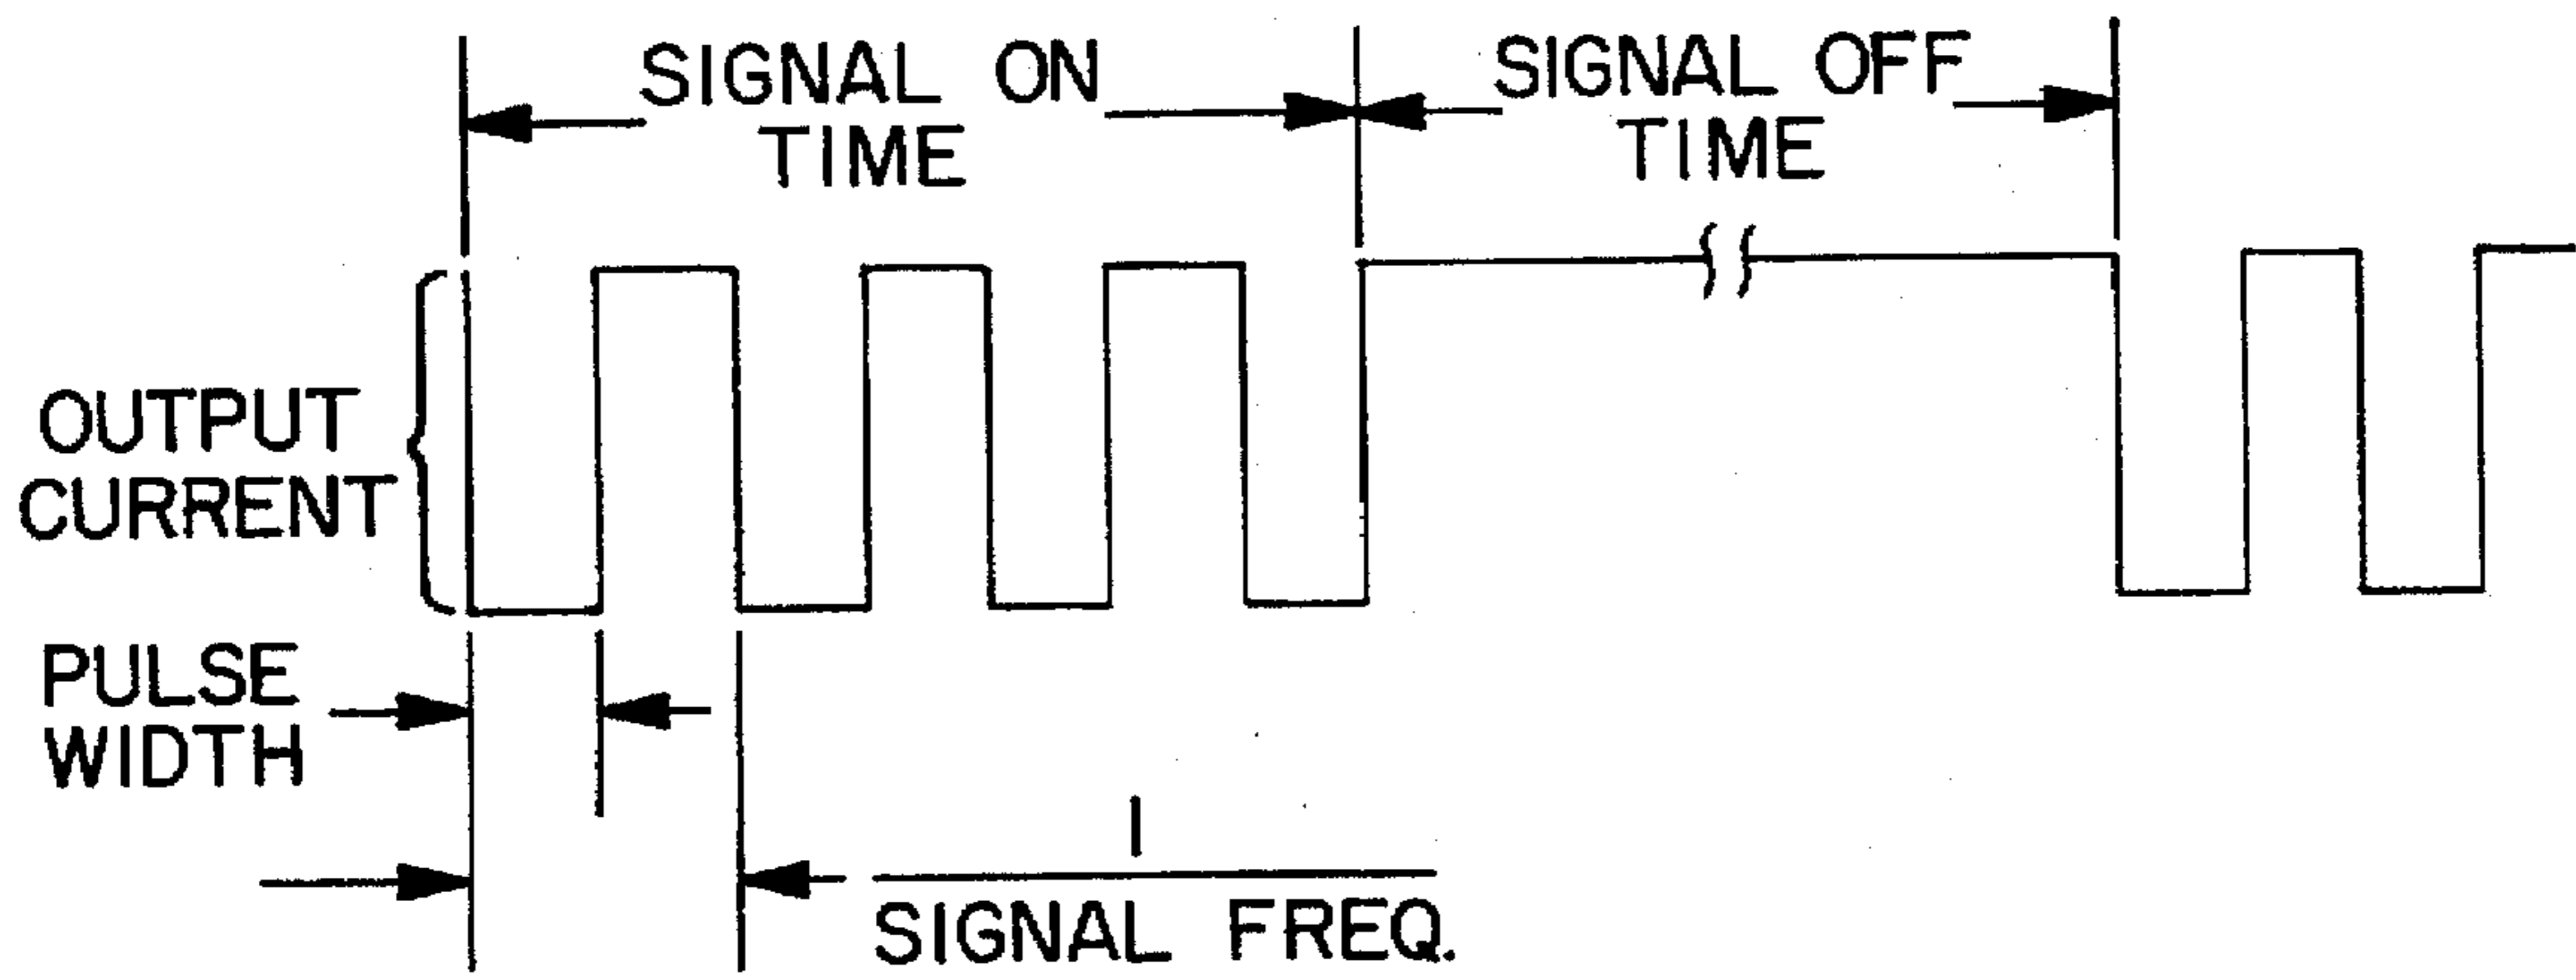 SIGNAL ON
TIME
SIGNAL OFF
TIME
OUTPUT
CURRENT
PULSE
WIDTH
1
SIGNAL FREQ.